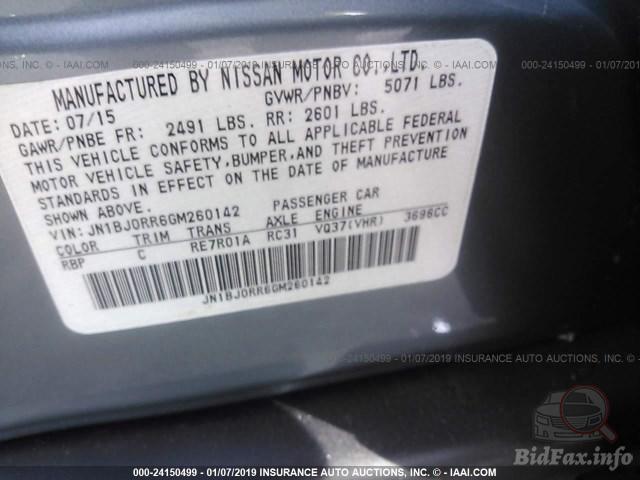 000-24150499 - 01/07/2019 INSURANCE AUTO AUCTIONS, INC. - © IAAI.COM
MANUFACTURED BY NISSAN MOTOR CO.,LTD.
DATE: 07/15 GVWR/PNBV: 5071 LBS.
GAWR/PNBE FR: 2491 LBS. RR: 2601 LBS.
THIS VEHICLE CONFORMS TO ALL APPLICABLE FEDERAL
MOTOR VEHICLE SAFETY,BUMPER,AND THEFT PREVENTION
STANDARDS IN EFFECT ON THE DATE OF MANUFACTURE
SHOWN ABOVE.
VIN: JN1BJ0RR6GM260142 PASSENGER CAR
COLOR TRIM TRANS AXLE ENGINE
RBP C RE7R01A RC31 VQ37(VHR) 3696CC
JN1BJ0RR6GM260142
000-24150499 - 01/07/2019 INSURANCE AUTO AUCTIONS, INC. - © IAAI.COM
BidFax.info
000-24150499 - 01/07/2019 INSURANCE AUTO AUCTIONS, INC. - © IAAI.COM